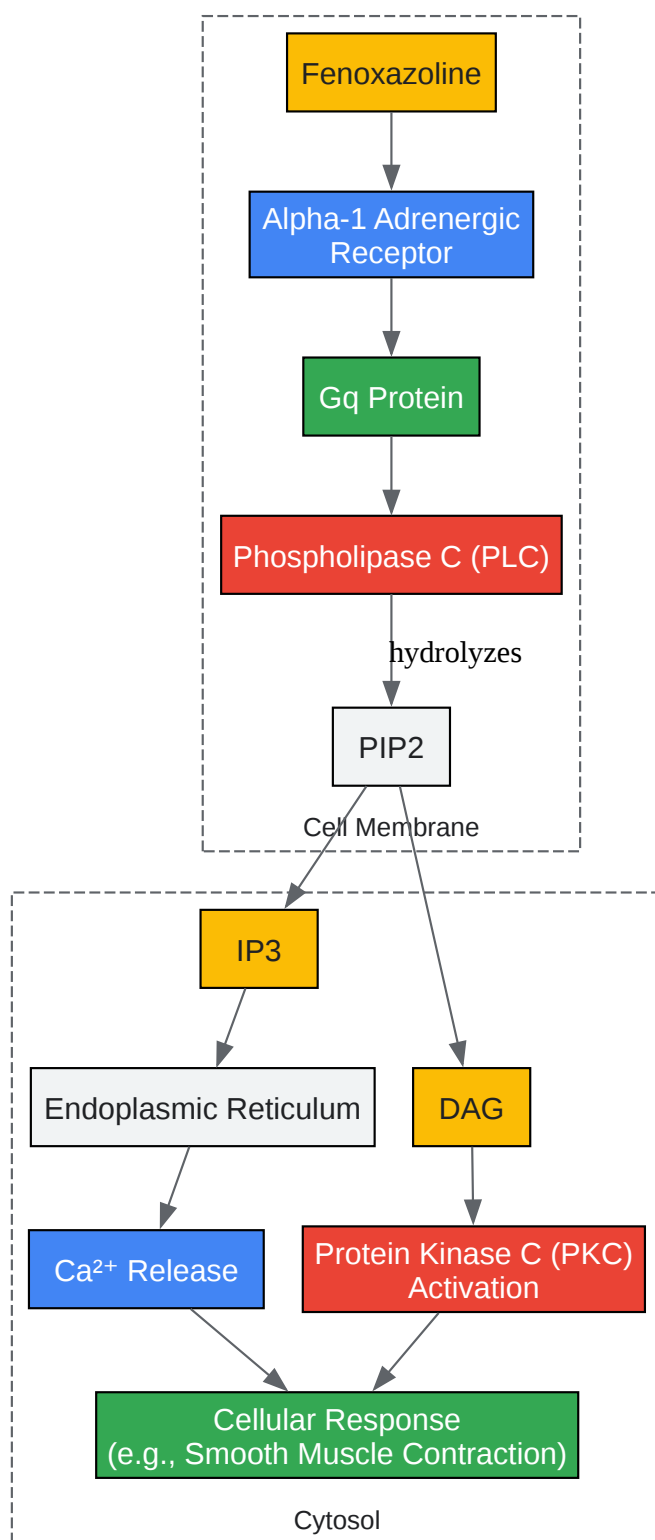 Fenoxazoline
Alpha-1 Adrenergic
Receptor
Gq Protein
Phospholipase C (PLC)
hydrolyzes
PIP2
Cell Membrane
IP3
Endoplasmic Reticulum
DAG
Ca²⁺ Release
Protein Kinase C (PKC)
Activation
Cellular Response
(e.g., Smooth Muscle Contraction)
Cytosol